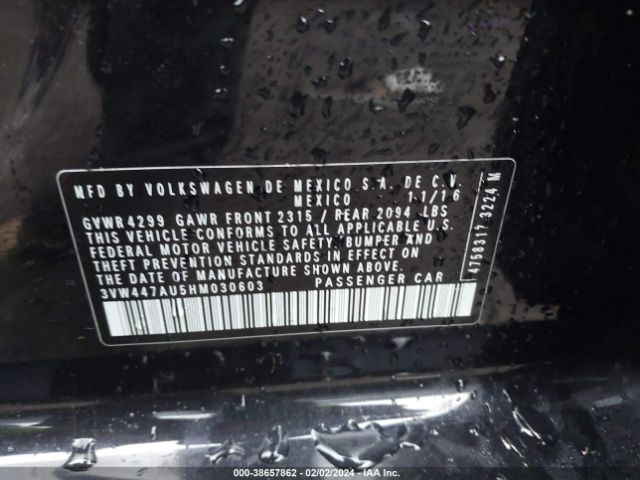 MFD BY VOLKSWAGEN DE MEXICO S.A. DE C.V.
MEXICO 11/16
GVWR4299 GAWR FRONT 2315 / REAR 2094 LBS
THIS VEHICLE CONFORMS TO ALL APPLICABLE U.S.
FEDERAL MOTOR VEHICLE SAFETY, BUMPER AND
THEFT PREVENTION STANDARDS IN EFFECT ON
THE DATE OF MANUFACTURE SHOWN ABOVE.
3VW447AU5HM030603 PASSENGER CAR
4758317 3224 M
000-38657862 - 02/02/2024 - IAA Inc.